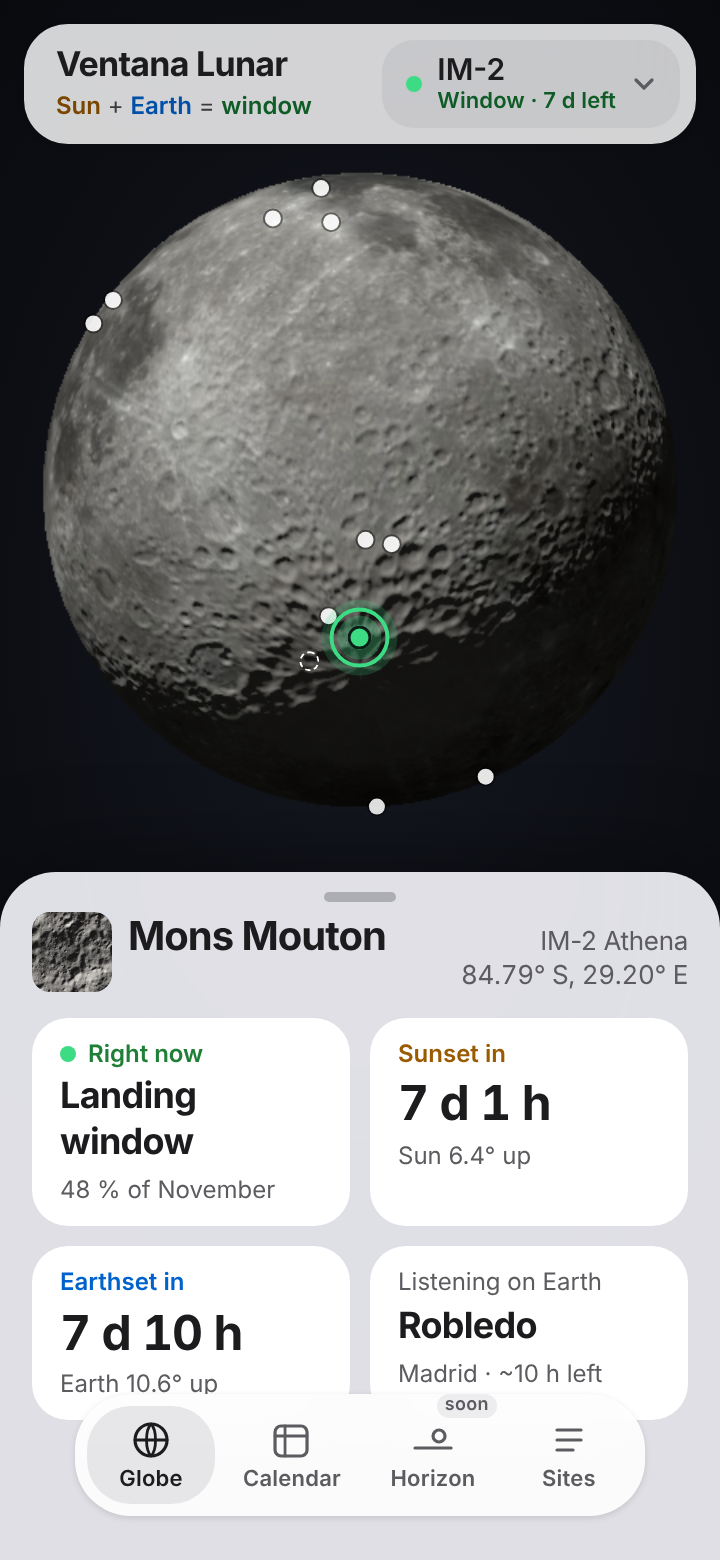 Ventana Lunar
Sun + Earth = window
IM-2
Window · 7 d left
Mons Mouton
IM-2 Athena
84.79° S, 29.20° E
Right now
Landing
window
48 % of November
Sunset in
7 d 1 h
Sun 6.4° up
Earthset in
7 d 10 h
Earth 10.6° up
Listening on Earth
Robledo
Madrid · ~10 h left
soon
Globe
Calendar
Horizon
Sites